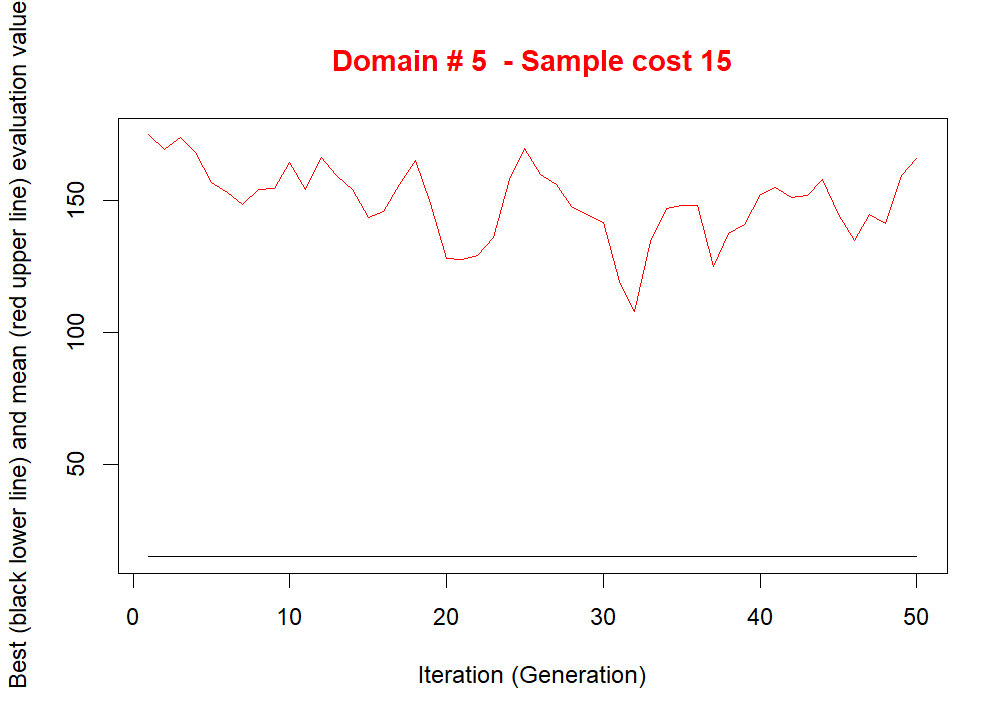 Domain # 5  - Sample cost 15
Best (black lower line) and mean (red upper line) evaluation value
150
100
50
0 10 20 30 40 50
Iteration (Generation)